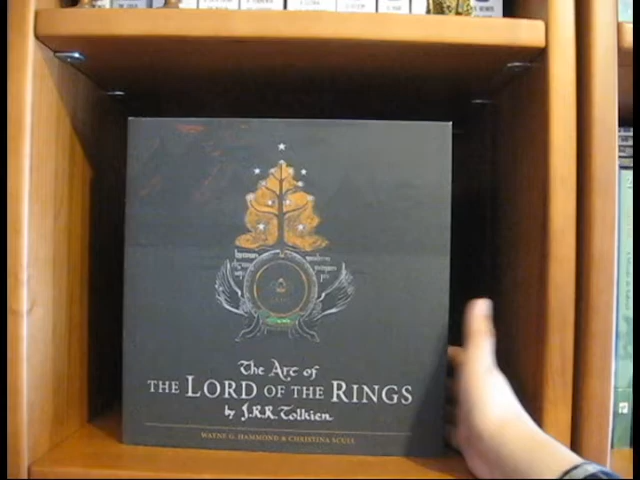 The Art of
THE LORD OF THE RINGS
by J.R.R. Tolkien
WAYNE G. HAMMOND & CHRISTINA SCULL